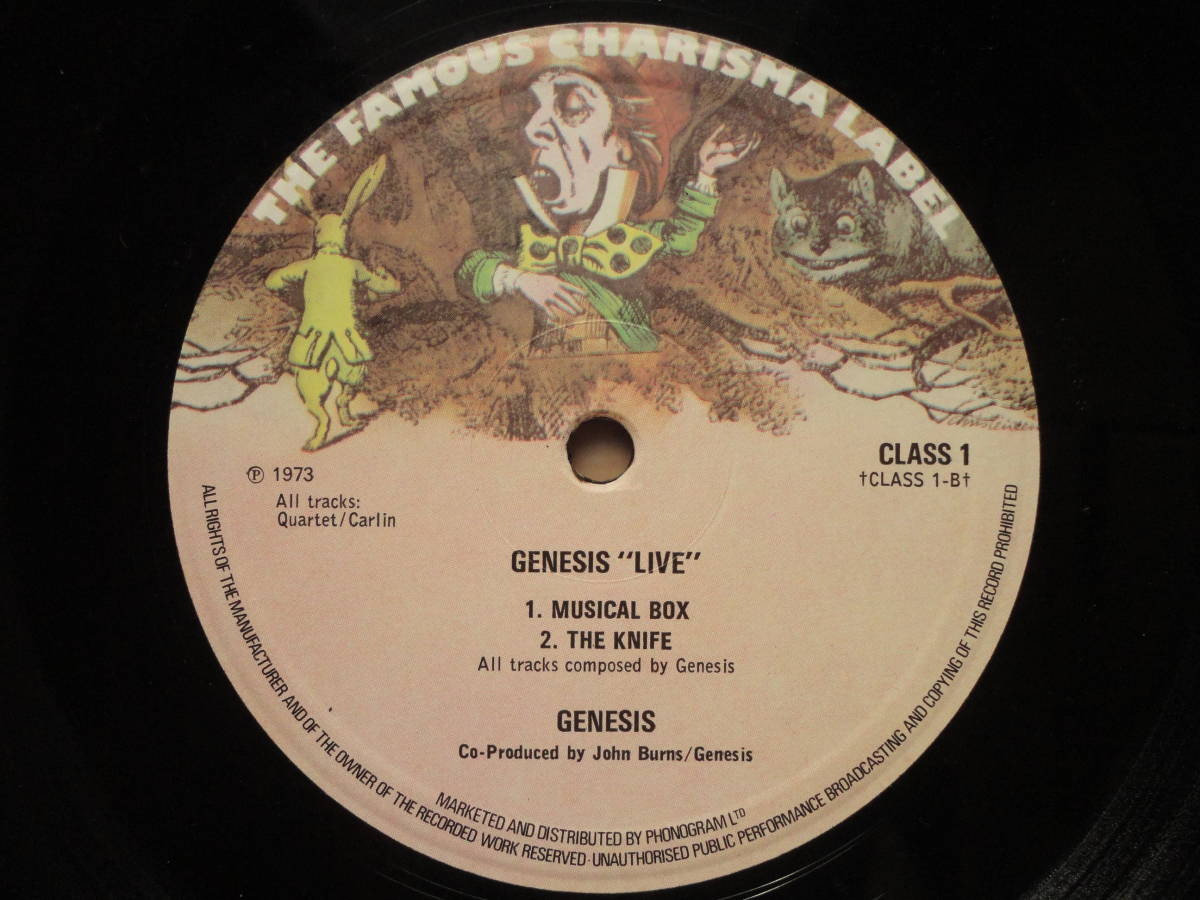 THE FAMOUS CHARISMA LABEL
℗ 1973
All tracks:
Quartet/Carlin
CLASS 1
†CLASS 1-B†
GENESIS "LIVE"
1. MUSICAL BOX
2. THE KNIFE
All tracks composed by Genesis
GENESIS
Co-Produced by John Burns/Genesis
MARKETED AND DISTRIBUTED BY PHONOGRAM LTD
ALL RIGHTS OF THE MANUFACTURER AND OF THE OWNER OF THE RECORDED WORK RESERVED · UNAUTHORISED PUBLIC PERFORMANCE BROADCASTING AND COPYING OF THIS RECORD PROHIBITED